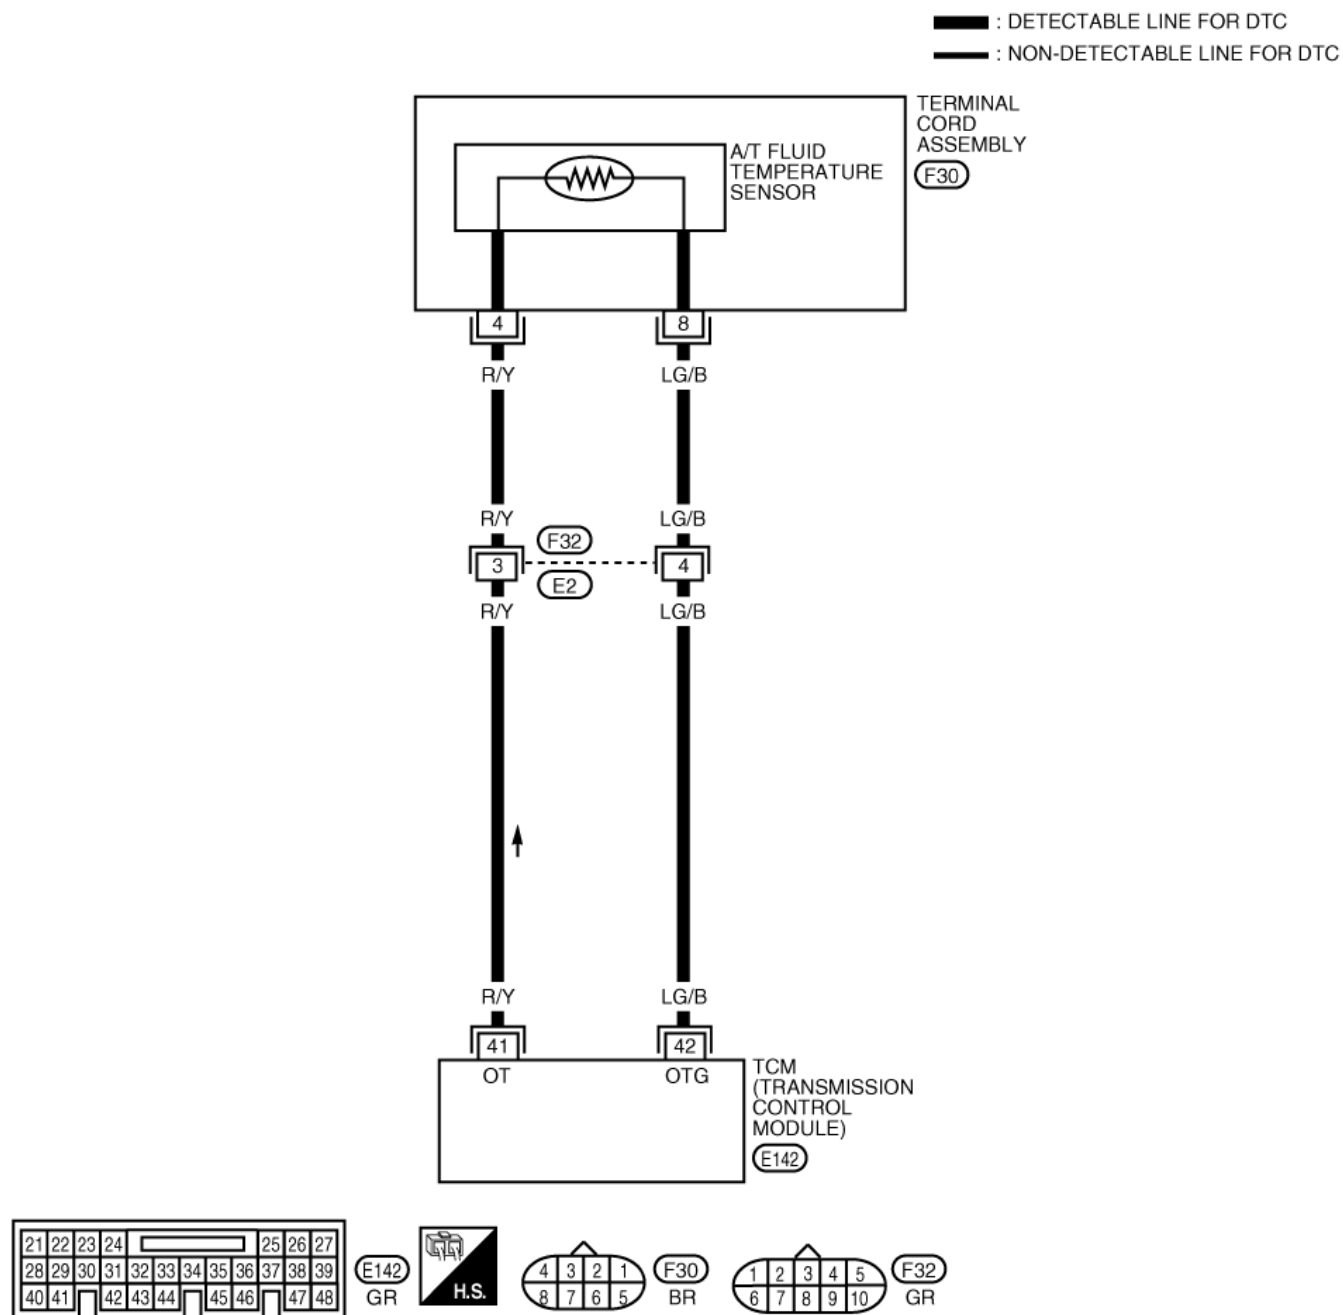 : DETECTABLE LINE FOR DTC
: NON-DETECTABLE LINE FOR DTC
TERMINAL
CORD
ASSEMBLY
F30
A/T FLUID
TEMPERATURE
SENSOR
4 8
R/Y LG/B
R/Y LG/B
F32
3 4
E2
R/Y LG/B
R/Y LG/B
41 42
OT OTG
TCM
(TRANSMISSION
CONTROL
MODULE)
E142
21 22 23 24 25 26 27
28 29 30 31 32 33 34 35 36 37 38 39
40 41 42 43 44 45 46 47 48
E142
GR
H.S.
4 3 2 1
8 7 6 5
F30
BR
1 2 3 4 5
6 7 8 9 10
F32
GR